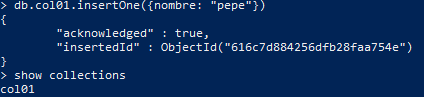 > db.col01.insertOne({nombre: "pepe"})
{
        "acknowledged" : true,
        "insertedId" : ObjectId("616c7d884256dfb28faa754e")
}
> show collections
col01